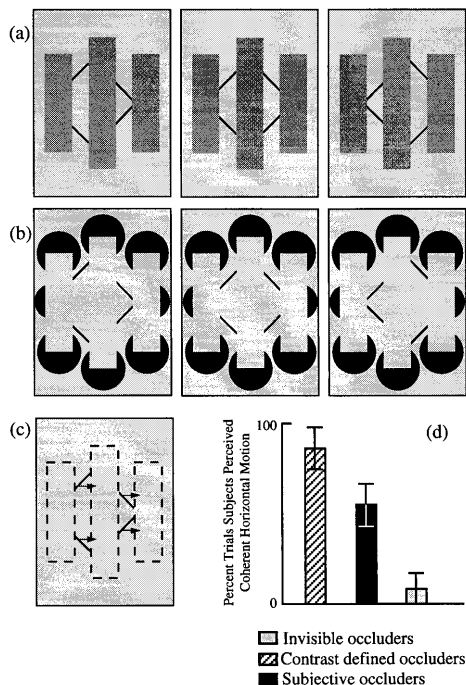 (a)
(b)
(c)
(d)
Percent Trials Subjects Perceived
Coherent Horizontal Motion
100
0
Invisible occluders
Contrast defined occluders
Subjective occluders